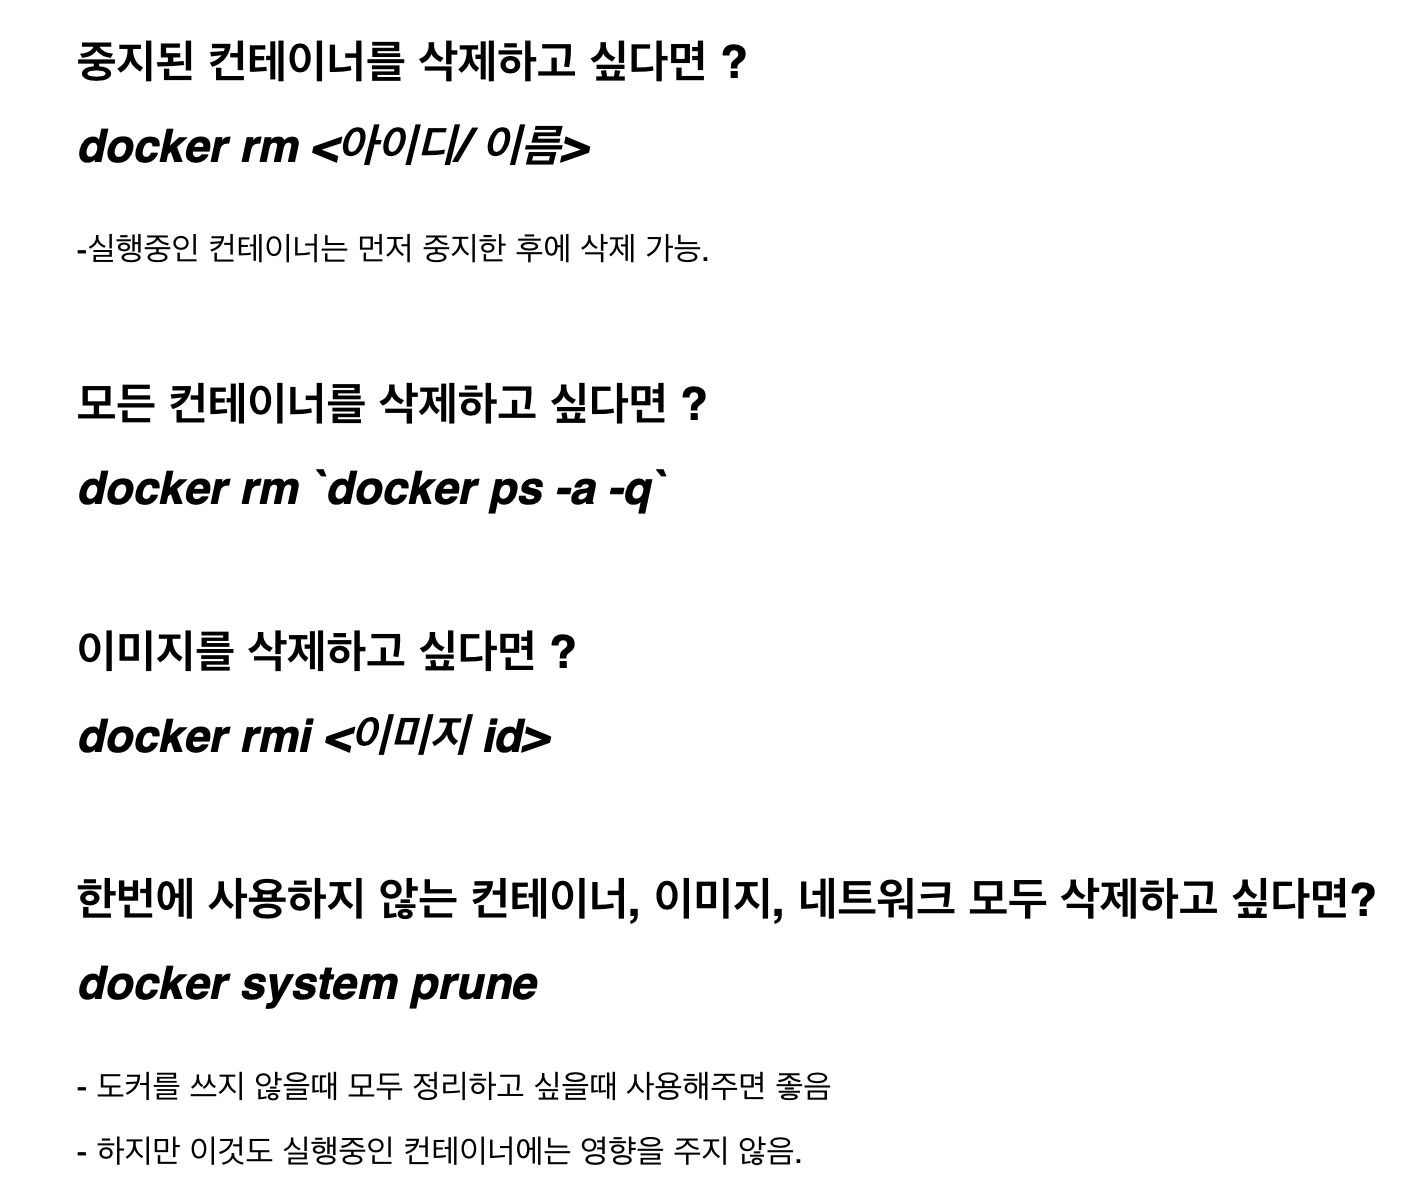 중지된 컨테이너를 삭제하고 싶다면 ?
docker rm <아이디/ 이름>
-실행중인 컨테이너는 먼저 중지한 후에 삭제 가능.
모든 컨테이너를 삭제하고 싶다면 ?
docker rm `docker ps -a -q`
이미지를 삭제하고 싶다면 ?
docker rmi <이미지 id>
한번에 사용하지 않는 컨테이너, 이미지, 네트워크 모두 삭제하고 싶다면?
docker system prune
- 도커를 쓰지 않을때 모두 정리하고 싶을때 사용해주면 좋음
- 하지만 이것도 실행중인 컨테이너에는 영향을 주지 않음.